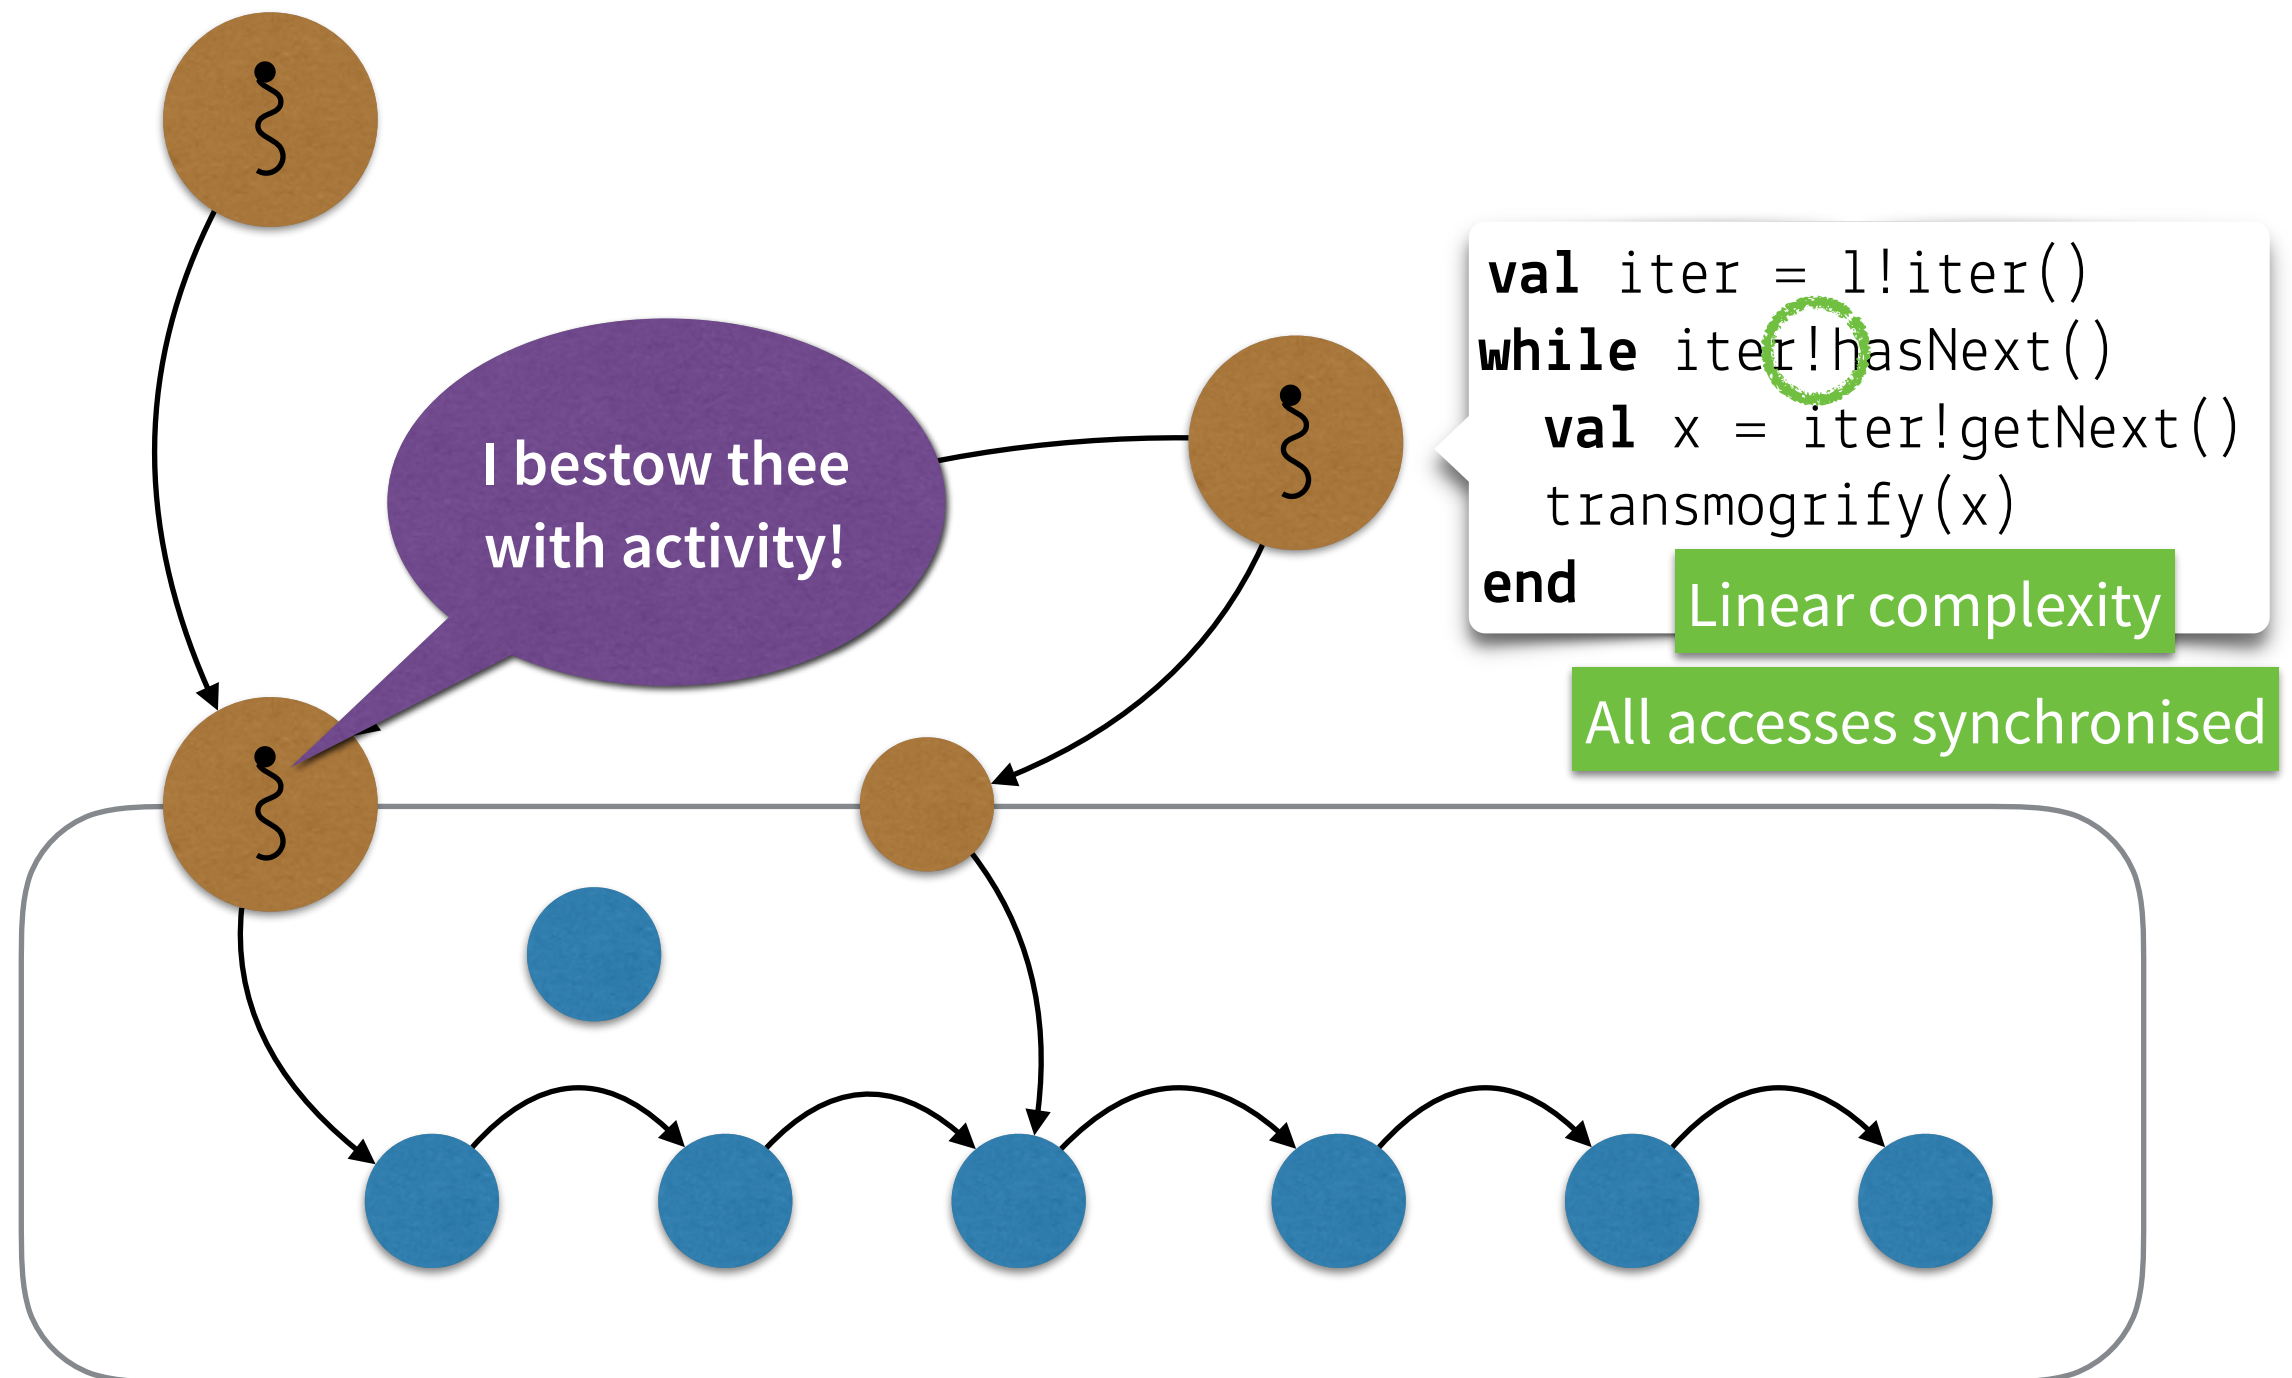 I bestow thee
with activity!
val iter = l!iter()
while iter!hasNext()
val x = iter!getNext()
transmogrify(x)
end
Linear complexity
All accesses synchronised